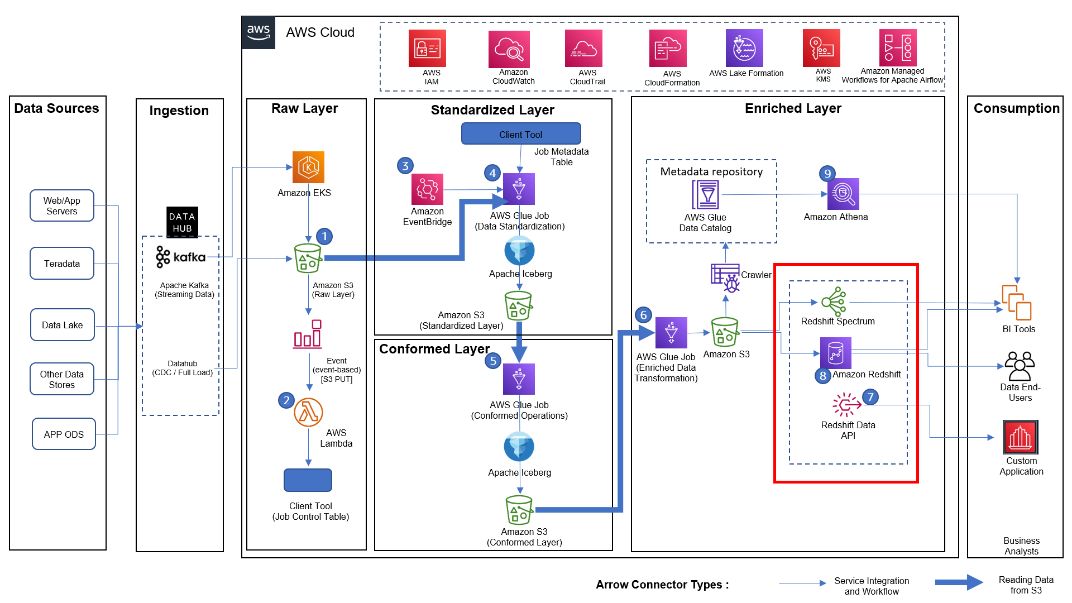 aws
AWS Cloud
AWS
IAM
Amazon
CloudWatch
AWS
CloudTrail
AWS
CloudFormation
AWS Lake Formation
AWS
KMS
Amazon Managed
Workflows for Apache Airflow
Data Sources
Web/App
Servers
Teradata
Data Lake
Other Data
Stores
APP ODS
Ingestion
DATA
HUB
kafka
Apache Kafka
(Streaming Data)
Datahub
(CDC / Full Load)
Raw Layer
Amazon EKS
1
Amazon S3
(Raw Layer)
Event
(event-based)
[S3 PUT]
2
AWS
Lambda
Client Tool
(Job Control Table)
Standardized Layer
Client Tool
Job Metadata
Table
3
Amazon
EventBridge
4
AWS Glue Job
(Data Standardization)
Apache Iceberg
Amazon S3
(Standardized Layer)
Conformed Layer
5
AWS Glue Job
(Conformed Operations)
Apache Iceberg
Amazon S3
(Conformed Layer)
Enriched Layer
Metadata repository
AWS Glue
Data Catalog
9
Amazon Athena
Crawler
6
AWS Glue Job
(Enriched Data
Transformation)
Amazon S3
Redshift Spectrum
8
Amazon Redshift
7
Redshift Data
API
Consumption
BI Tools
Data End-
Users
Custom
Application
Business
Analysts
Arrow Connector Types :
Service Integration
and Workflow
Reading Data
from S3